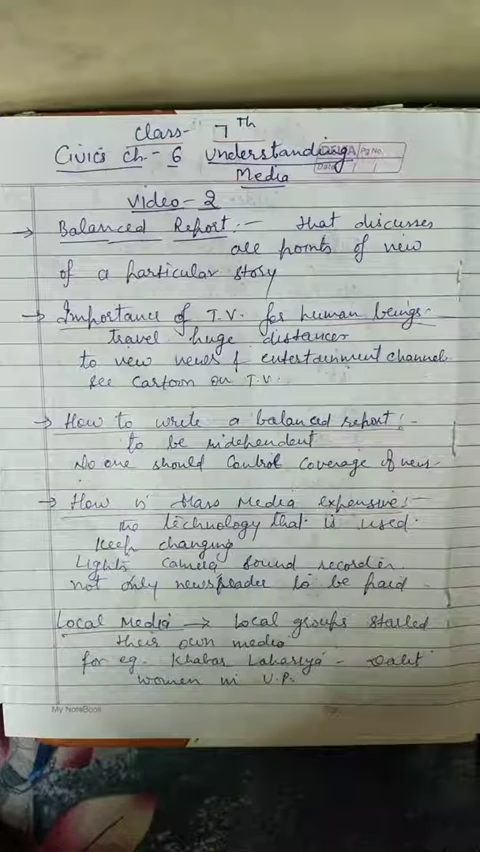 Class- 7th
Civics ch- 6 Understanding
Pg No.
Date
Media
Video- 2
→ Balanced Report :- that discusses
all points of view
of a particular story
→ Importance of T.V. for human beings.
travel huge distances
to view news & entertainment channel.
See Cartoon on T.V.
→ How to write a balanced report :-
to be independent
No one should control coverage of news.
→ How is Mass Media expensive :-
the technology that is used.
Keep changing
Lights camera sound recorder
not only newsreader to be paid -
Local Media → Local groups started
their own media
for eg. Khabar Lahariya - Dalit
women in U.P.
My NoteBook